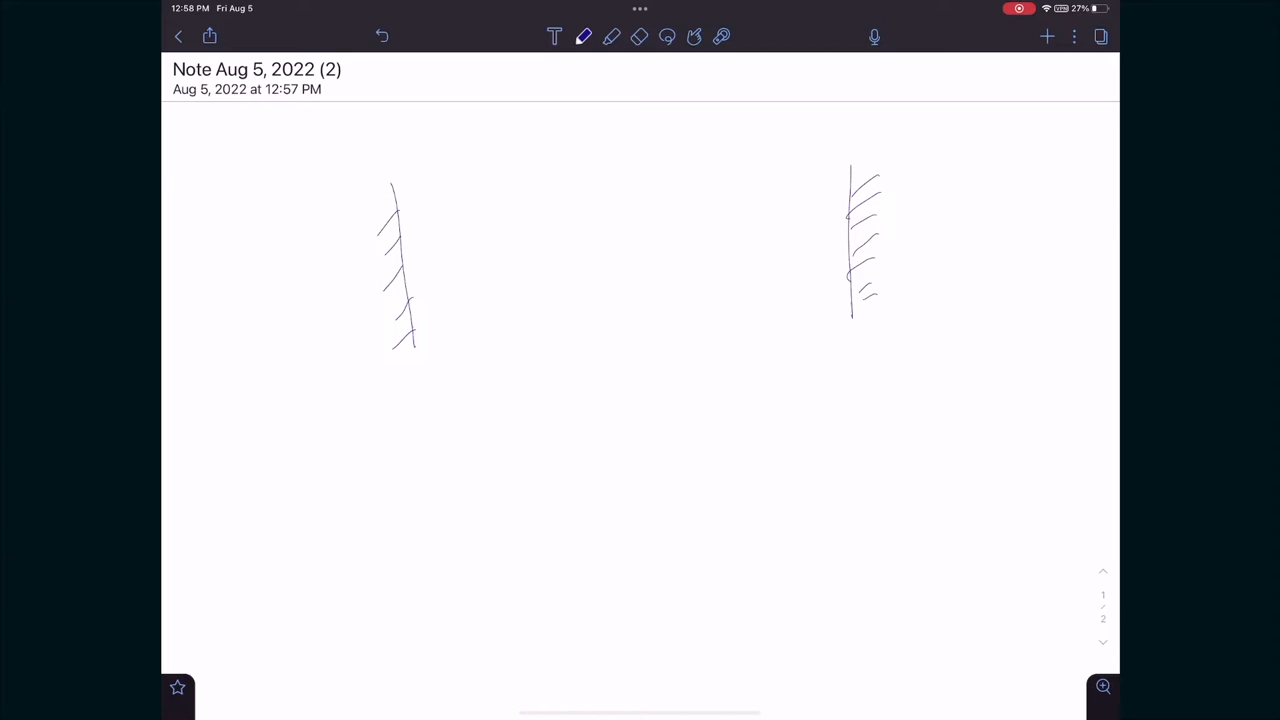 12:58 PM Fri Aug 5
VPN 27%
Note Aug 5, 2022 (2)
Aug 5, 2022 at 12:57 PM
1
/
2